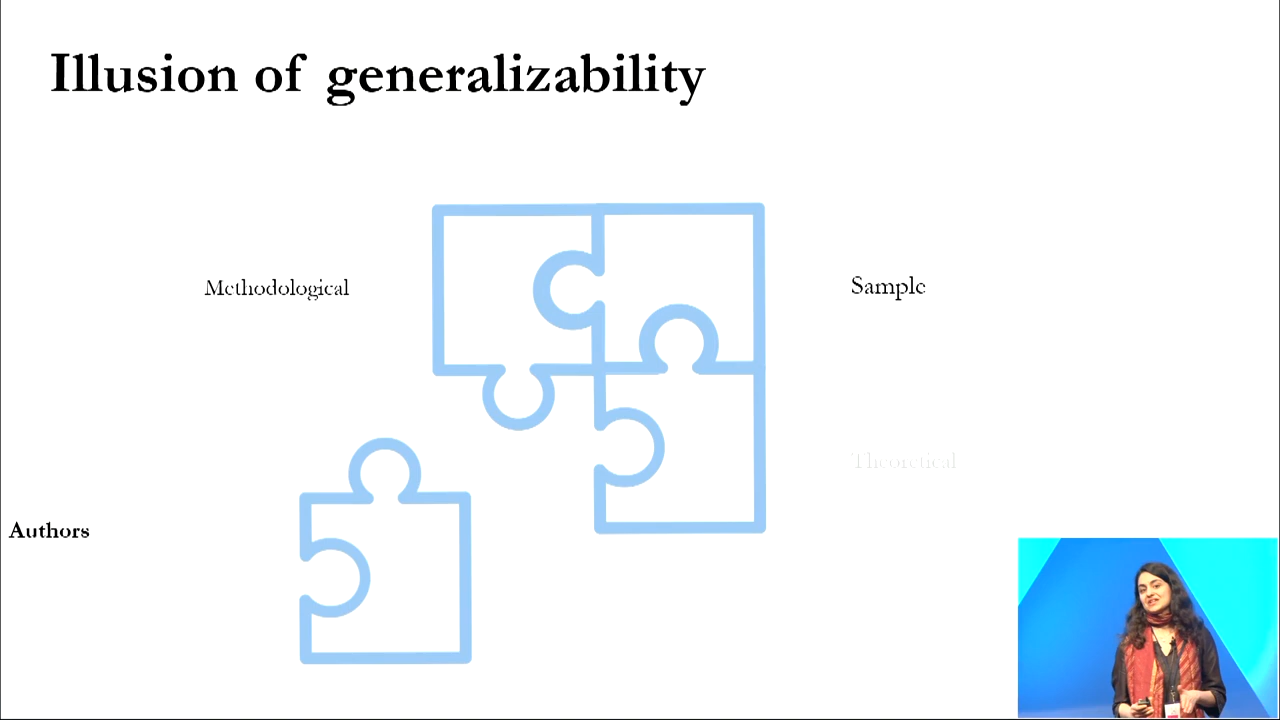 Illusion of generalizability
Methodological
Sample
Theoretical
Authors